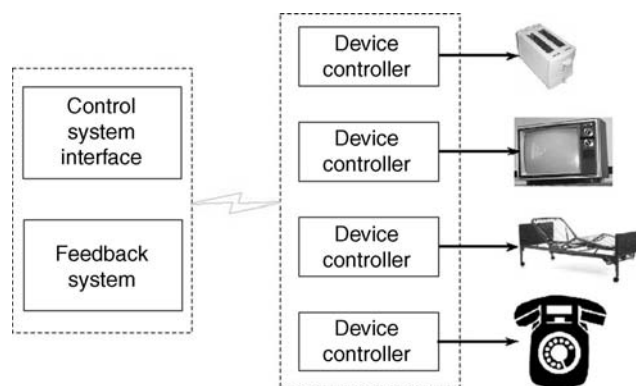 Control
system
interface
Feedback
system
Device
controller
Device
controller
Device
controller
Device
controller